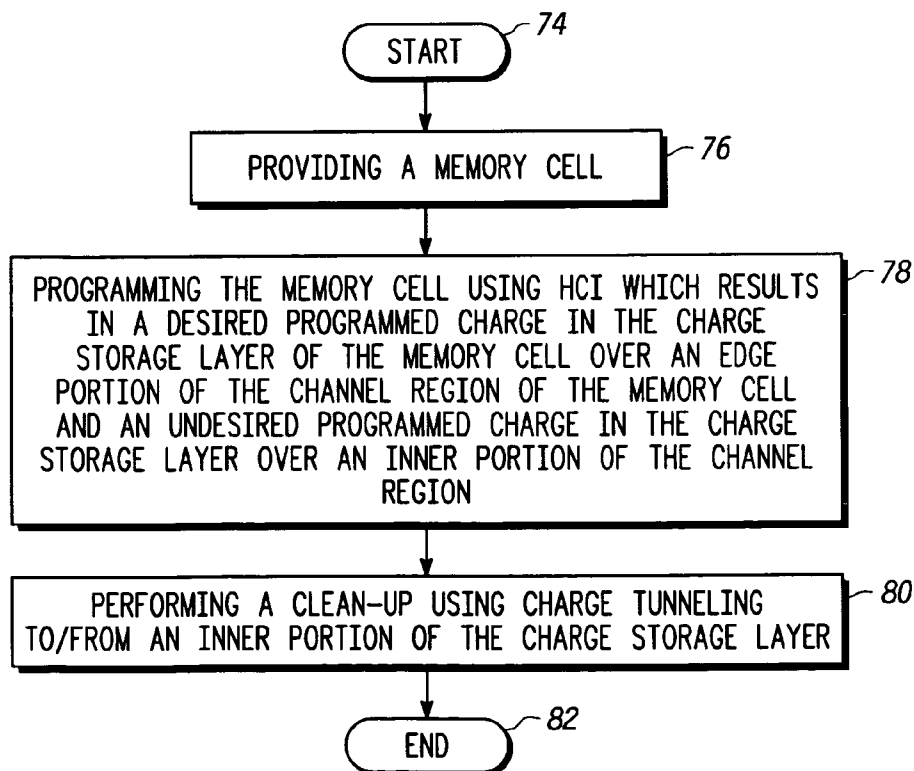 START
74
PROVIDING A MEMORY CELL
76
PROGRAMMING THE MEMORY CELL USING HCI WHICH RESULTS
IN A DESIRED PROGRAMMED CHARGE IN THE CHARGE
STORAGE LAYER OF THE MEMORY CELL OVER AN EDGE
PORTION OF THE CHANNEL REGION OF THE MEMORY CELL
AND AN UNDESIRED PROGRAMMED CHARGE IN THE CHARGE
STORAGE LAYER OVER AN INNER PORTION OF THE CHANNEL
REGION
78
PERFORMING A CLEAN-UP USING CHARGE TUNNELING
TO/FROM AN INNER PORTION OF THE CHARGE STORAGE LAYER
80
END
82